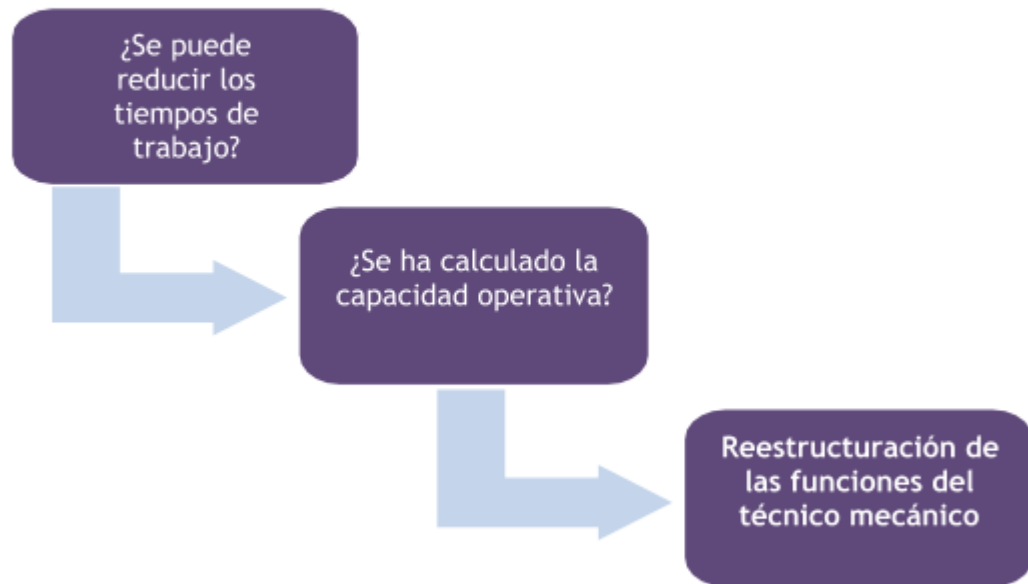 ¿Se puede
reducir los
tiempos de
trabajo?
¿Se ha calculado la
capacidad operativa?
Reestructuración de
las funciones del
técnico mecánico